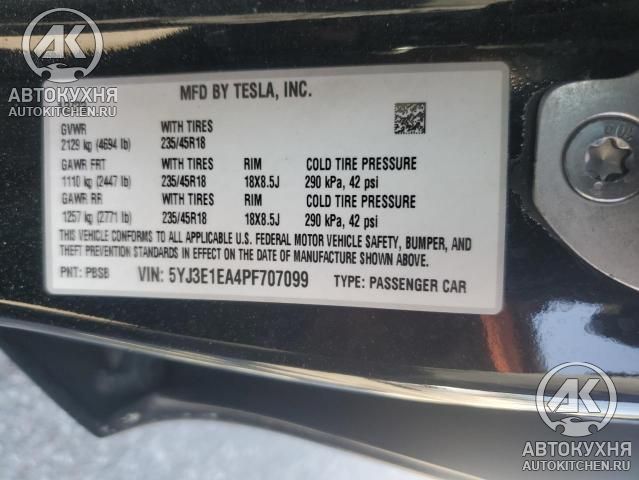 АК
АВТОКУХНЯ
AUTOKITCHEN.RU
MFD BY TESLA, INC.
GVWR WITH TIRES
2129 kg (4694 lb) 235/45R18
GAWR FRT WITH TIRES RIM COLD TIRE PRESSURE
1110 kg (2447 lb) 235/45R18 18X8.5J 290 kPa, 42 psi
GAWR RR WITH TIRES RIM COLD TIRE PRESSURE
1257 kg (2771 lb) 235/45R18 18X8.5J 290 kPa, 42 psi
THIS VEHICLE CONFORMS TO ALL APPLICABLE U.S. FEDERAL MOTOR VEHICLE SAFETY, BUMPER, AND
THEFT PREVENTION STANDARDS IN EFFECT ON THE DATE OF MANUFACTURE SHOWN ABOVE.
PNT: PBSB VIN: 5YJ3E1EA4PF707099 TYPE: PASSENGER CAR
АК
АВТОКУХНЯ
AUTOKITCHEN.RU